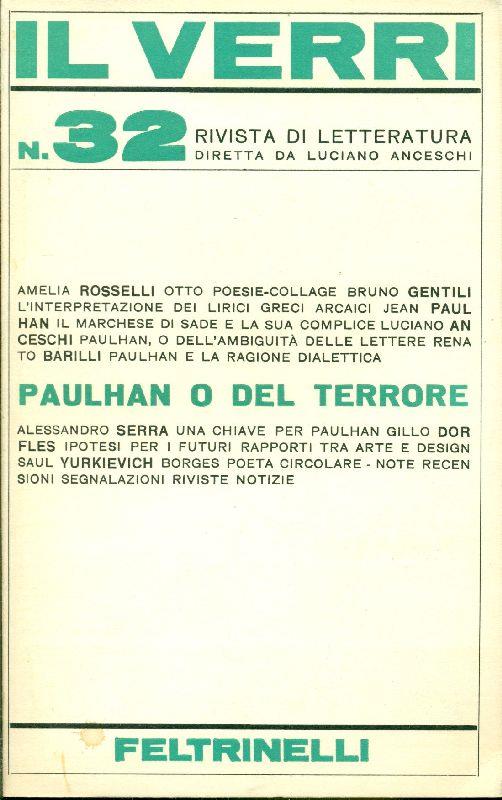 IL VERRI
N. 32 RIVISTA DI LETTERATURA
DIRETTA DA LUCIANO ANCESCHI
AMELIA ROSSELLI OTTO POESIE-COLLAGE BRUNO GENTILI
L'INTERPRETAZIONE DEI LIRICI GRECI ARCAICI JEAN PAUL
HAN IL MARCHESE DI SADE E LA SUA COMPLICE LUCIANO AN
CESCHI PAULHAN, O DELL'AMBIGUITÀ DELLE LETTERE RENA
TO BARILLI PAULHAN E LA RAGIONE DIALETTICA
PAULHAN O DEL TERRORE
ALESSANDRO SERRA UNA CHIAVE PER PAULHAN GILLO DOR
FLES IPOTESI PER I FUTURI RAPPORTI TRA ARTE E DESIGN
SAUL YURKIEVICH BORGES POETA CIRCOLARE - NOTE RECEN
SIONI SEGNALAZIONI RIVISTE NOTIZIE
FELTRINELLI